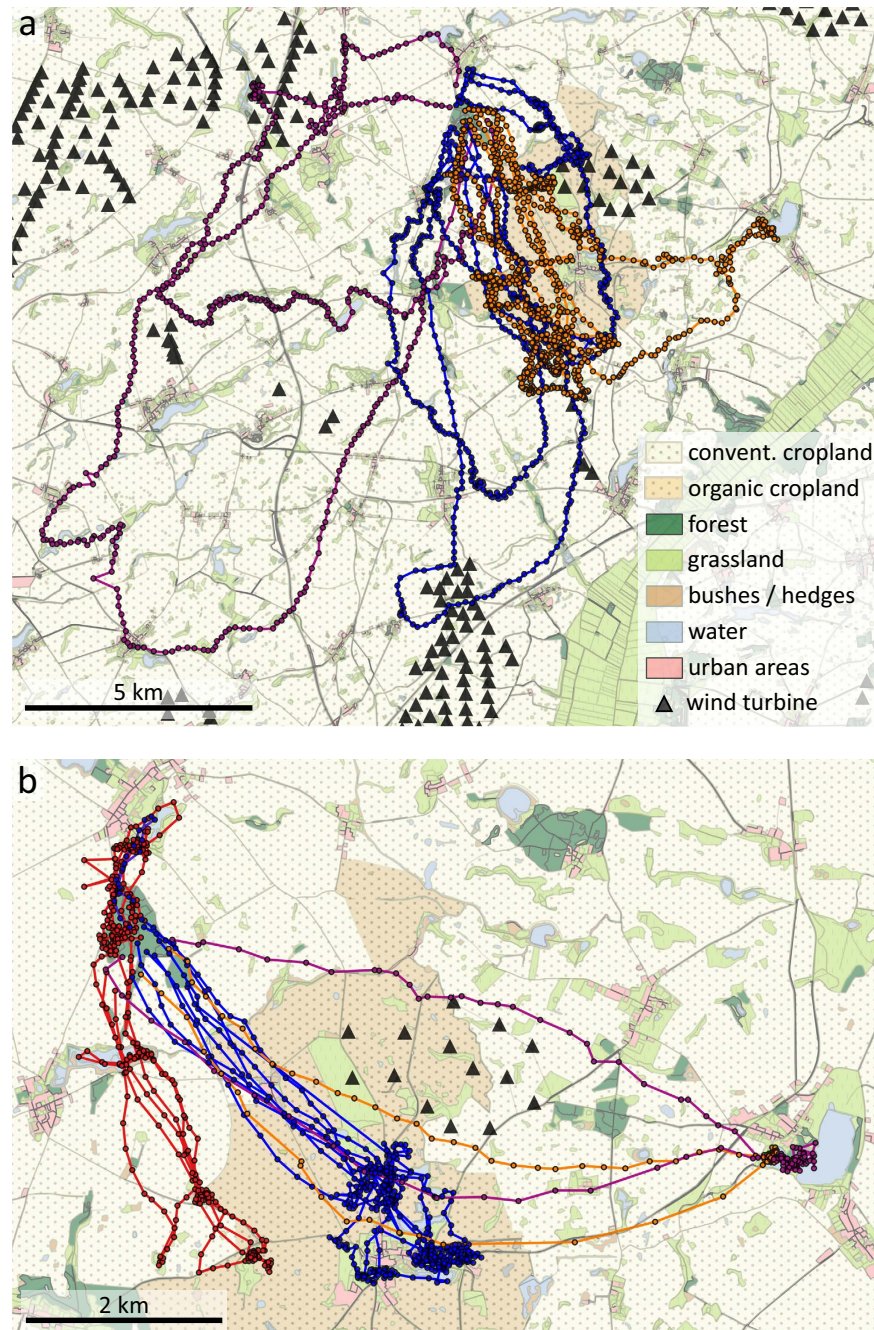 a
convent. cropland
organic cropland
forest
grassland
bushes / hedges
water
urban areas
wind turbine
5 km
b
2 km